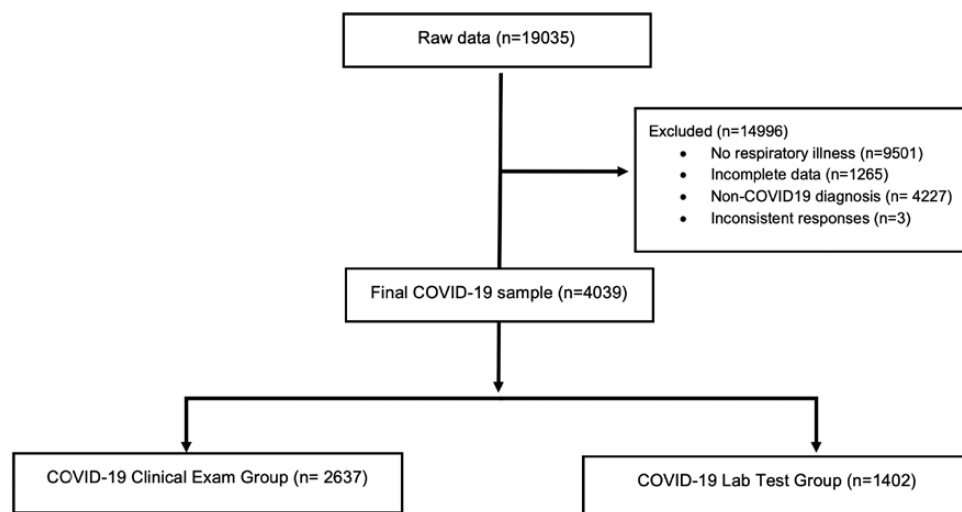 Raw data (n=19035)
Excluded (n=14996)
• No respiratory illness (n=9501)
• Incomplete data (n=1265)
• Non-COVID19 diagnosis (n= 4227)
• Inconsistent responses (n=3)
Final COVID-19 sample (n=4039)
COVID-19 Clinical Exam Group (n= 2637)
COVID-19 Lab Test Group (n=1402)